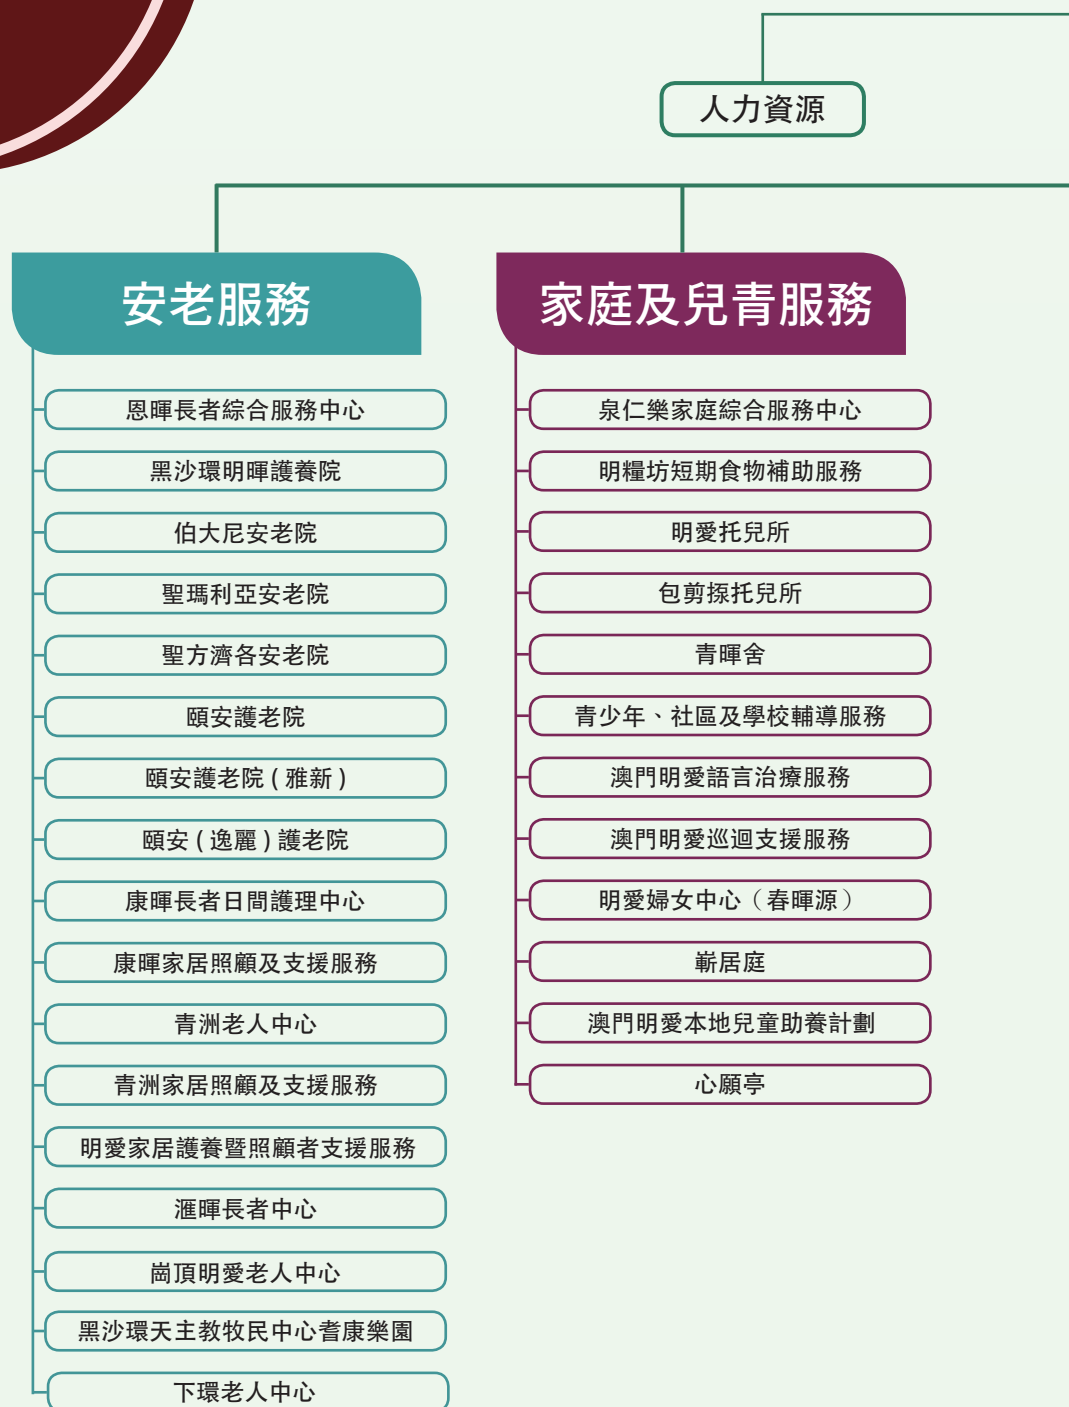 人力資源
安老服務
恩暉長者綜合服務中心
黑沙環明暉護養院
伯大尼安老院
聖瑪利亞安老院
聖方濟各安老院
頤安護老院
頤安護老院 ( 雅新 )
頤安 ( 逸麗 ) 護老院
康暉長者日間護理中心
康暉家居照顧及支援服務
青洲老人中心
青洲家居照顧及支援服務
明愛家居護養暨照顧者支援服務
滙暉長者中心
崗頂明愛老人中心
黑沙環天主教牧民中心耆康樂園
下環老人中心
家庭及兒青服務
泉仁樂家庭綜合服務中心
明糧坊短期食物補助服務
明愛托兒所
包剪揼托兒所
青暉舍
青少年、社區及學校輔導服務
澳門明愛語言治療服務
澳門明愛巡迴支援服務
明愛婦女中心（春暉源）
嶄居庭
澳門明愛本地兒童助養計劃
心願亭